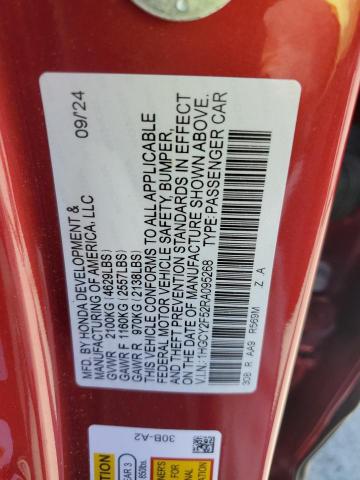 MFD. BY HONDA DEVELOPMENT & 09/24
MANUFACTURING OF AMERICA, LLC
GVWR 2100KG (4629LBS)
GAWR F 1160KG (2557LBS)
GAWR R 970KG (2138LBS)
THIS VEHICLE CONFORMS TO ALL APPLICABLE
FEDERAL MOTOR VEHICLE SAFETY, BUMPER,
AND THEFT PREVENTION STANDARDS IN EFFECT
ON THE DATE OF MANUFACTURE SHOWN ABOVE.
V.I.N.: 1HGCY2F52RA095268 TYPE: PASSENGER CAR
30B R AA9 R569M Z A
30B-A2